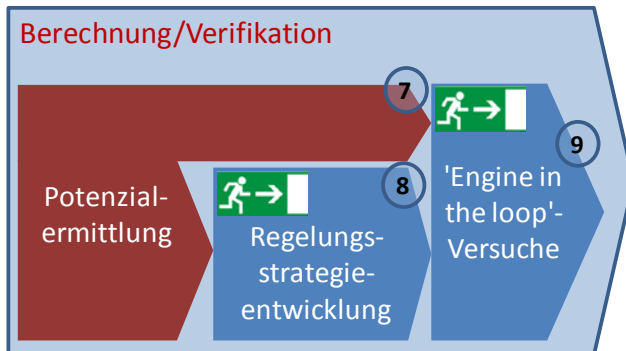 Berechnung/Verifikation
7
9
8
Potenzial-
ermittlung
Regelungs-
strategie-
entwicklung
'Engine in
the loop'-
Versuche